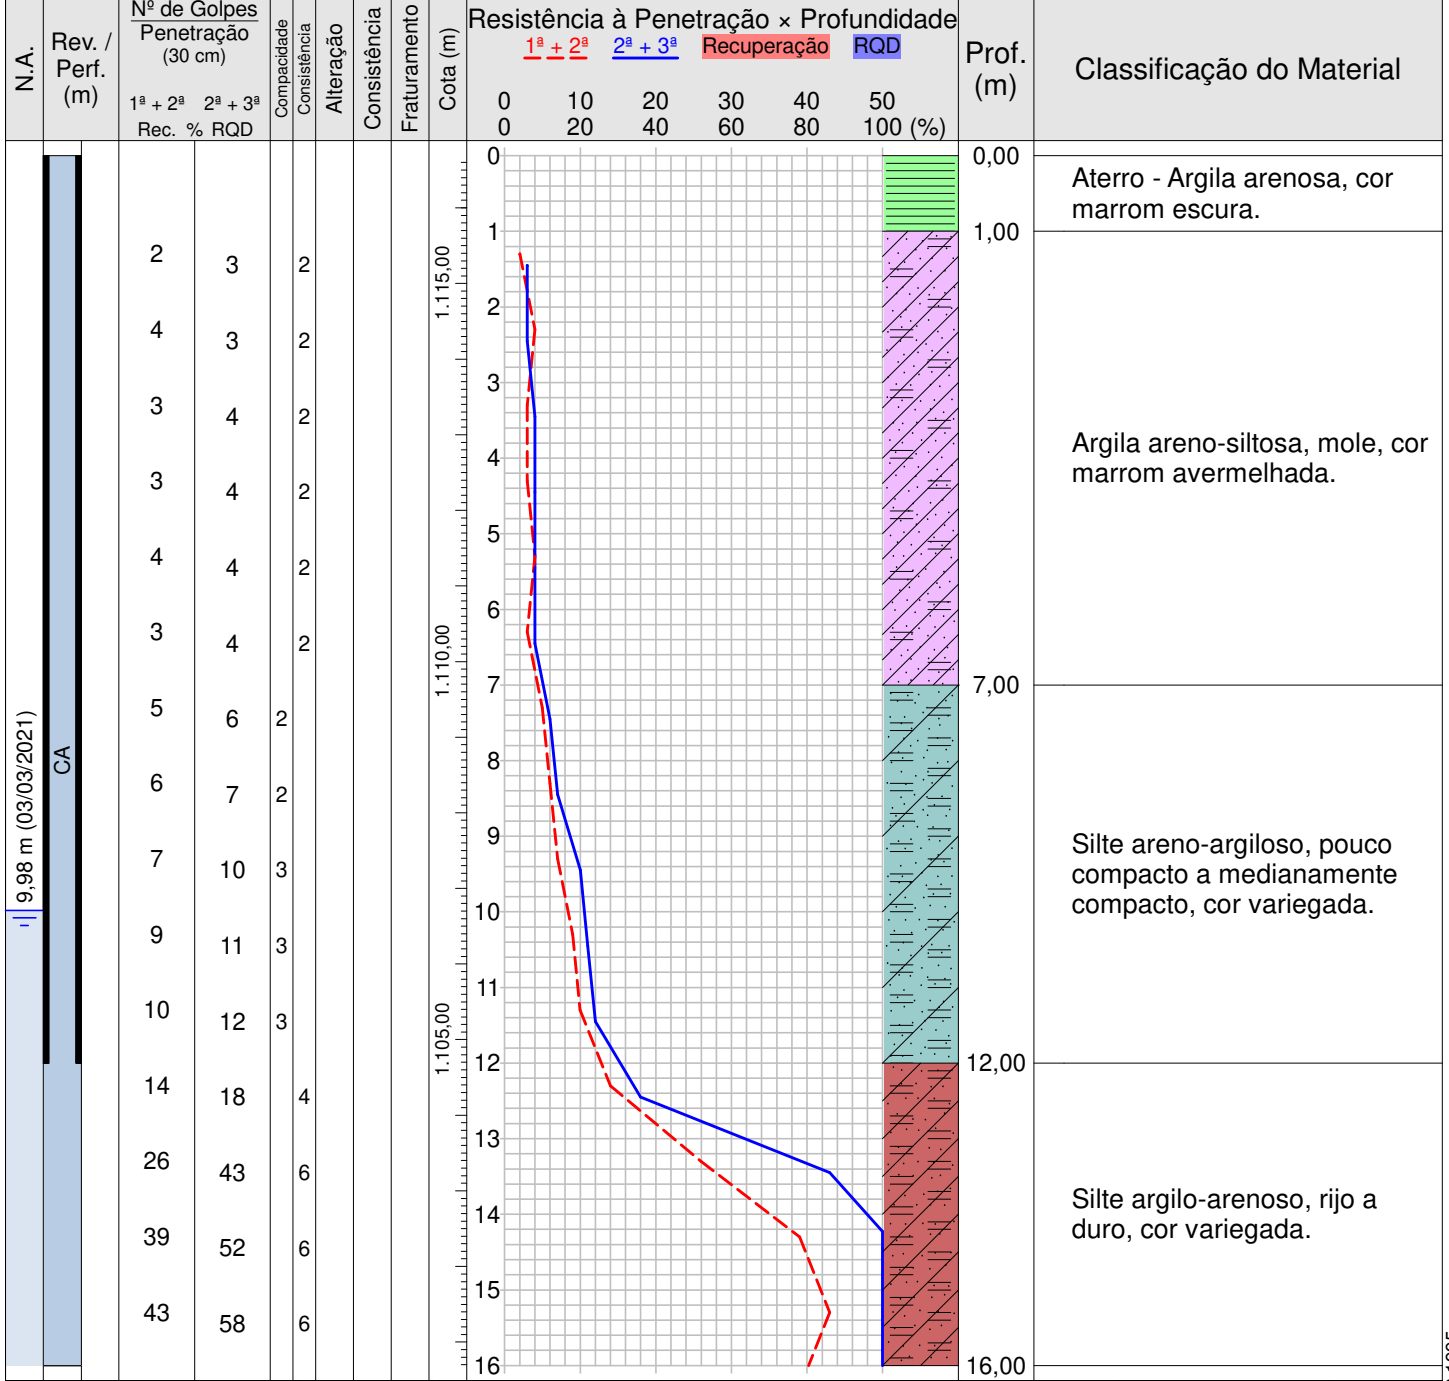 N.A.
Rev. /
Perf.
(m)
Nº de Golpes
Penetração
(30 cm)
1ª + 2ª 2ª + 3ª
Rec. % RQD
Compacidade
Consistência
Alteração
Consistência
Fraturamento
Cota (m)
Resistência à Penetração × Profundidade
1ª + 2ª 2ª + 3ª Recuperação RQD
0 10 20 30 40 50
0 20 40 60 80 100 (%)
Prof.
(m)
Classificação do Material
0 0,00
Aterro - Argila arenosa, cor
marrom escura.
1 1,00
2 3 2
1.115,00
2
4 3 2
3
3 4 2
4
Argila areno-siltosa, mole, cor
marrom avermelhada.
3 4 2
5
4 4 2
6
3 4 2
1.110,00
7 7,00
5 6 2
9,98 m (03/03/2021)
CA
8
6 7 2
9
7 10 3
Silte areno-argiloso, pouco
compacto a medianamente
compacto, cor variegada.
10
9 11 3
11
10 12 3
1.105,00
12 12,00
14 18 4
13
26 43 6
14
Silte argilo-arenoso, rijo a
duro, cor variegada.
39 52 6
15
43 58 6
16 16,00